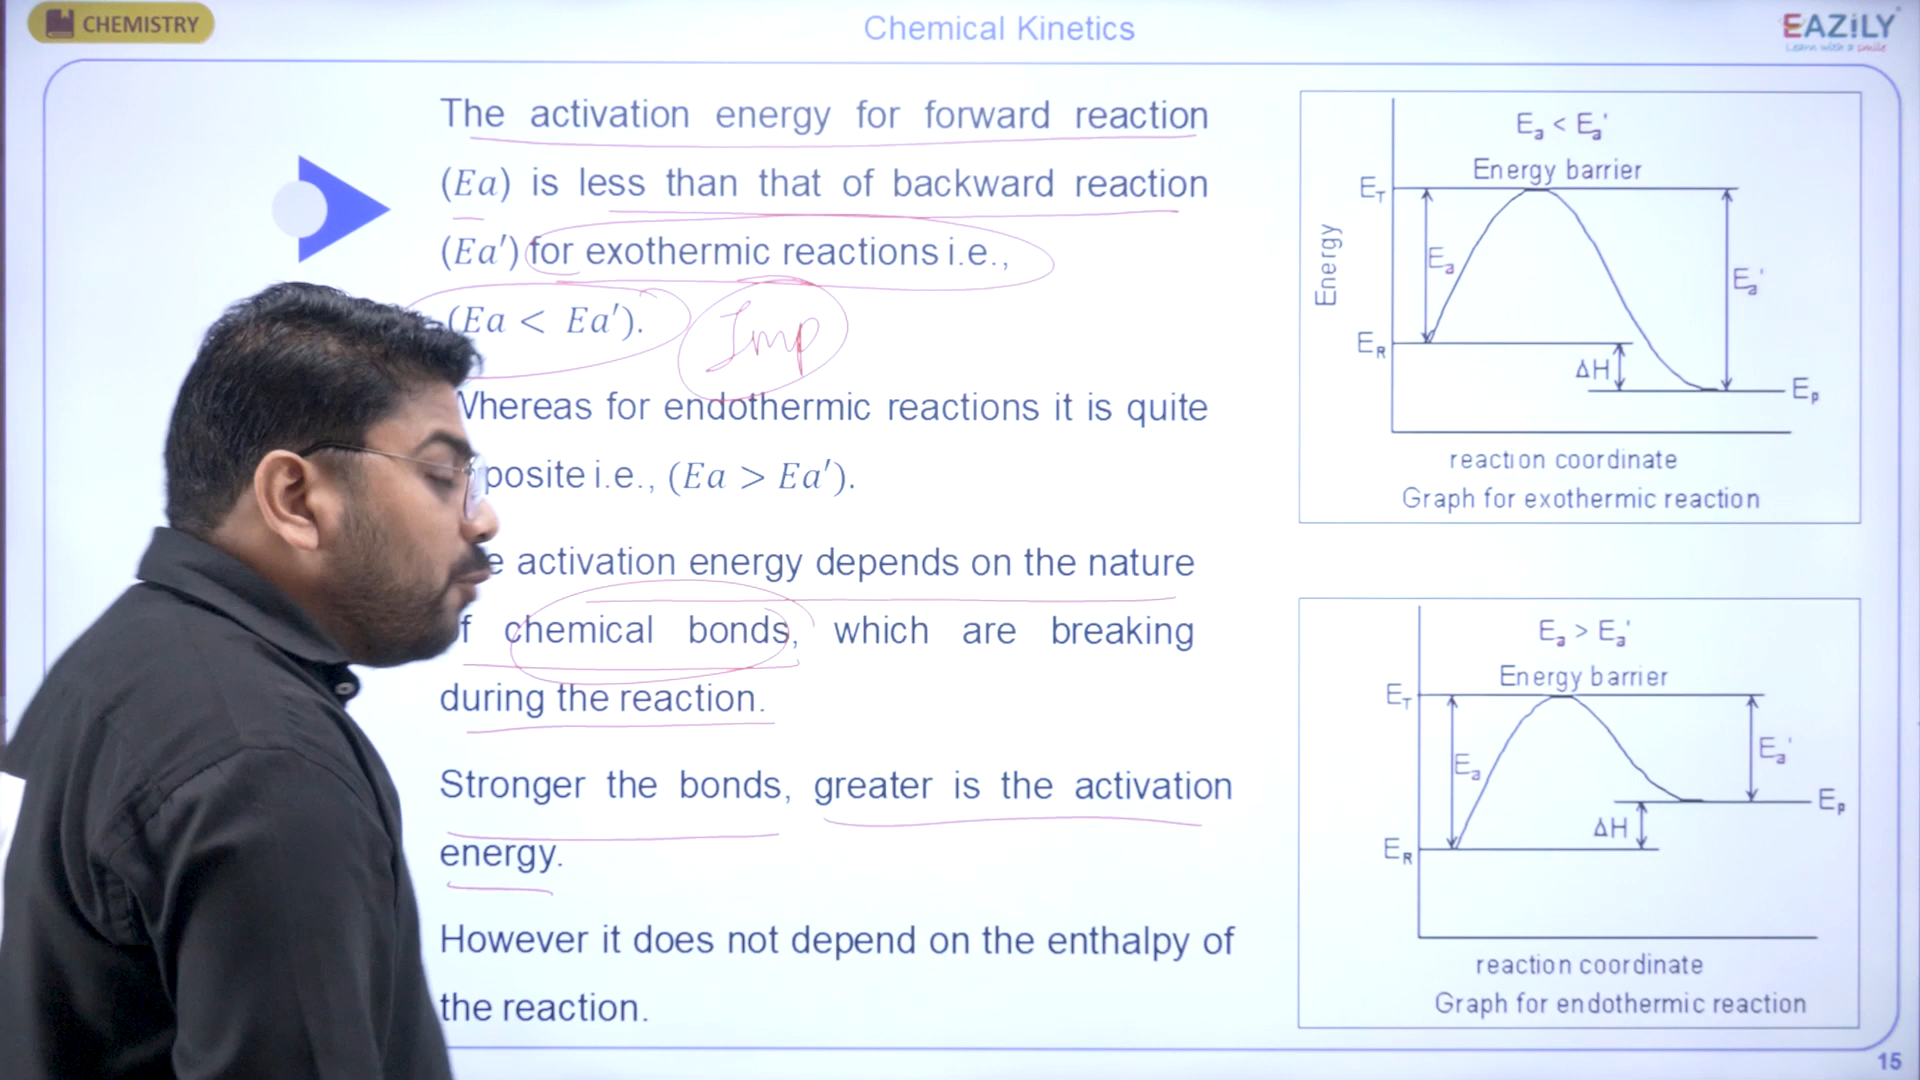 CHEMISTRY
Chemical Kinetics
EAZiLY
Learn with a smile
The activation energy for forward reaction
(Ea) is less than that of backward reaction
(Ea′) for exothermic reactions i.e.,
(Ea < Ea′).
Imp
Whereas for endothermic reactions it is quite
posite i.e., (Ea > Ea′).
e activation energy depends on the nature
f chemical bonds, which are breaking
during the reaction.
Stronger the bonds, greater is the activation
energy.
However it does not depend on the enthalpy of
the reaction.
Ea < Ea'
Energy barrier
ET
Energy
Ea
Ea'
ER
ΔH
Ep
reaction coordinate
Graph for exothermic reaction
Ea > Ea'
Energy barrier
ET
Ea
Ea'
Ep
ΔH
ER
reaction coordinate
Graph for endothermic reaction
15